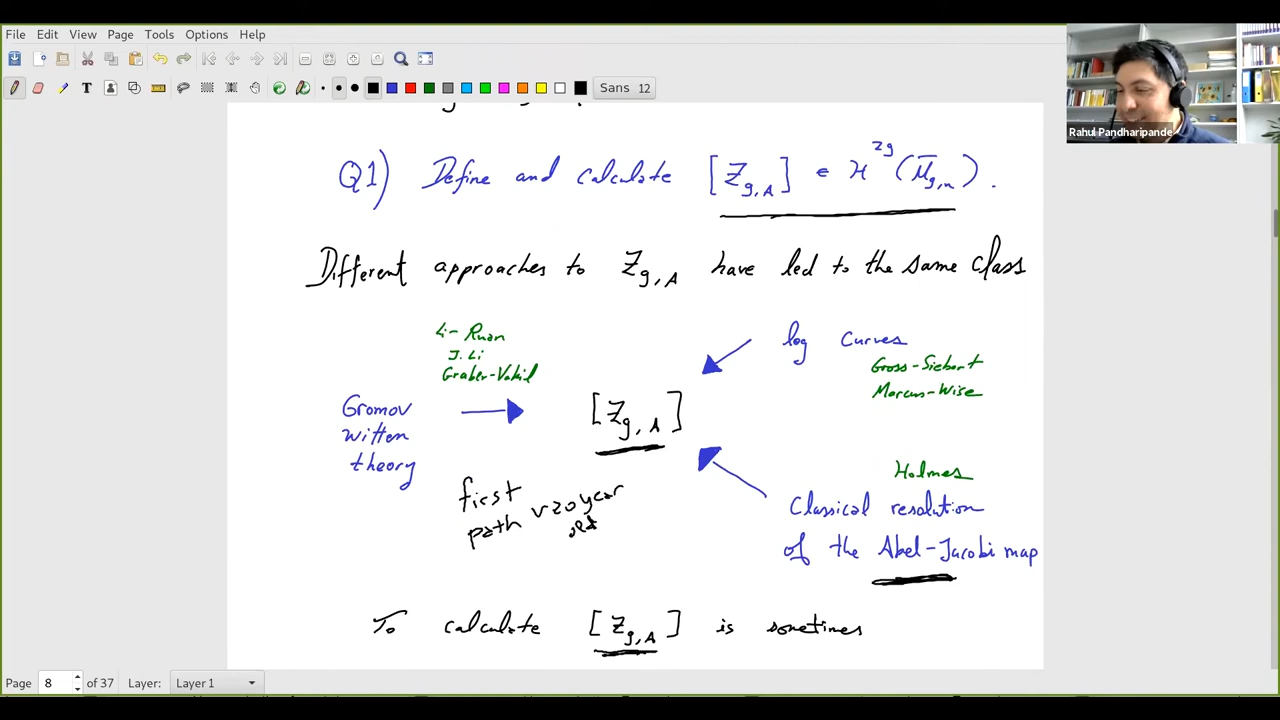 File Edit View Page Tools Options Help
Sans 12
Rahul Pandharipande
Q1) Define and calculate [Z_{g,A}] ∈ H^{2g}(M̄_{g,n}).
Different approaches to Z_{g,A} have led to the same class
Li-Ruan
J. Li
Graber-Vakil
log curves
Gross-Siebert
Marcus-Wise
Gromov
Witten
theory
[Z_{g,A}]
first
path ~20 year
old
Holmes
Classical resolution
of the Abel-Jacobi map
To calculate [Z_{g,A}] is sometimes
Page 8 of 37 Layer: Layer 1